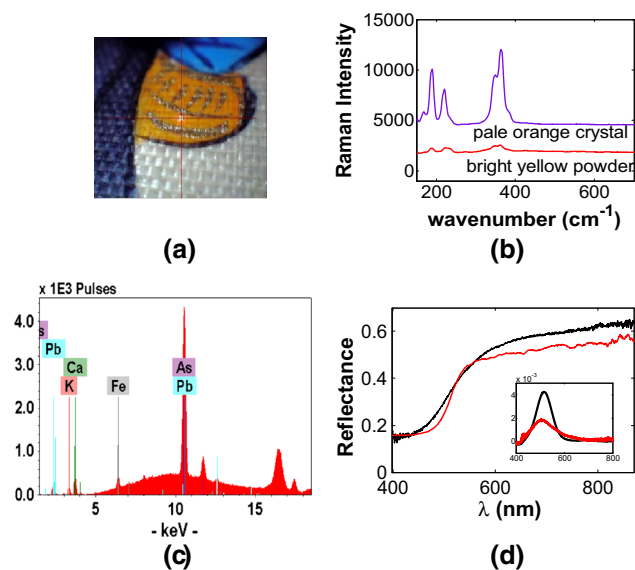 (a)
15000
10000
5000
0
Raman Intensity
pale orange crystal
bright yellow powder
200
400
600
wavenumber (cm-1)
(b)
x 1E3 Pulses
4.0
3.0
2.0
1.0
0.0
s
Pb
Ca
K
Fe
As
Pb
5
10
15
- keV -
(c)
0.6
0.4
0.2
0
Reflectance
x 10-3
4
2
0
400
600
800
400
600
800
λ (nm)
(d)